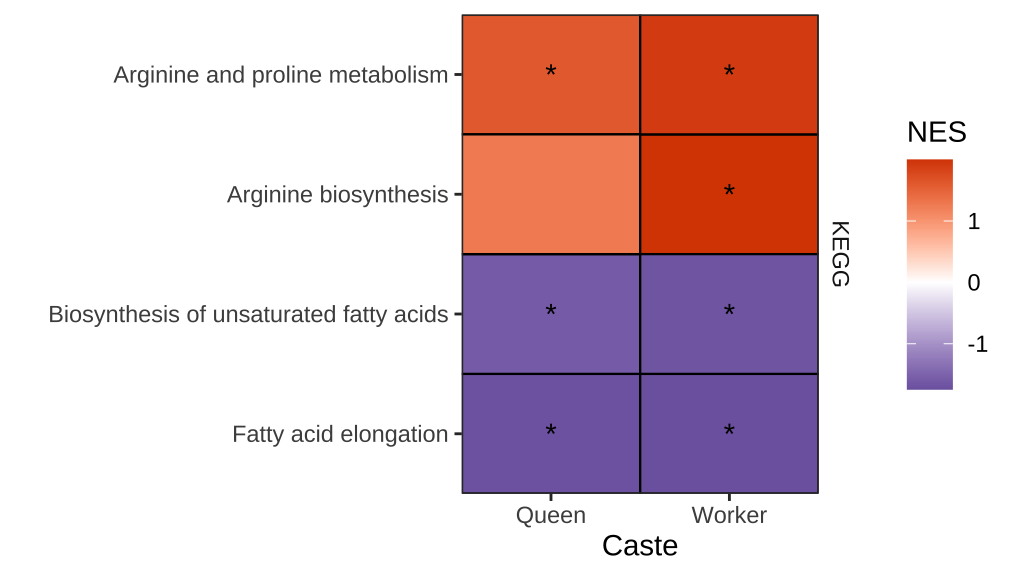 Arginine and proline metabolism
* *
Arginine biosynthesis
*
Biosynthesis of unsaturated fatty acids
* *
Fatty acid elongation
* *
Queen Worker
Caste
KEGG
NES
1
0
-1